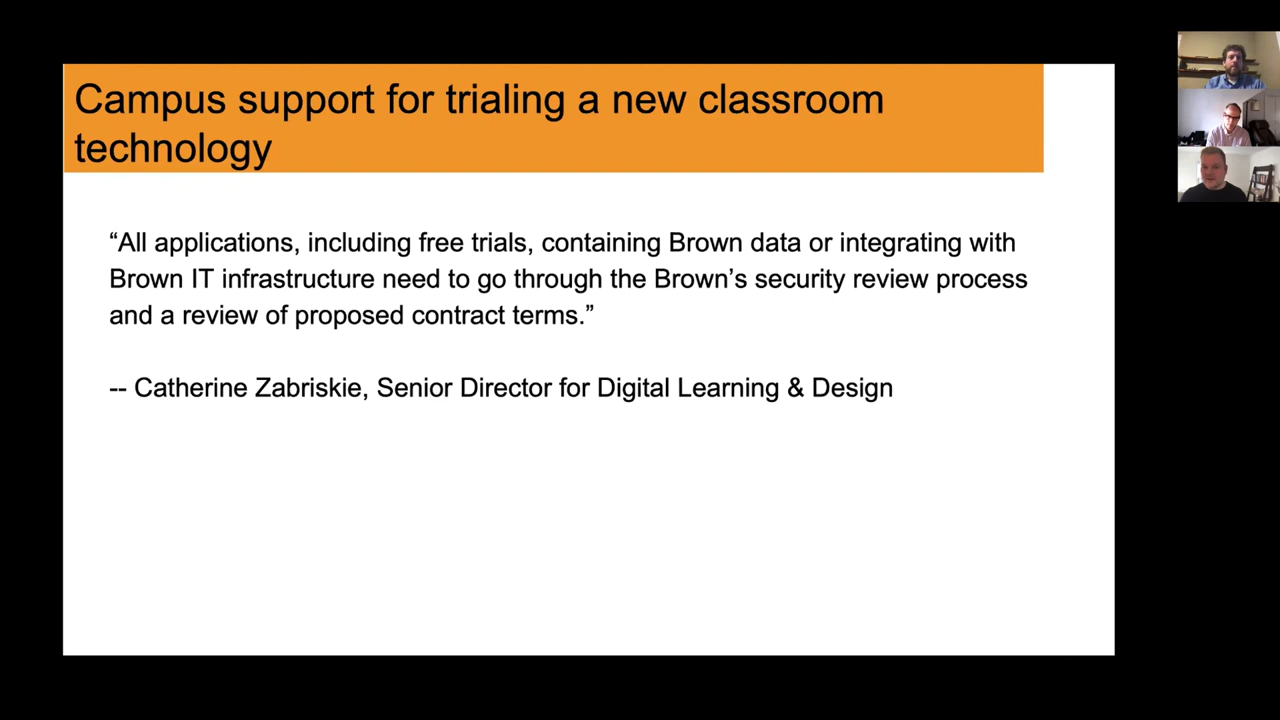 Campus support for trialing a new classroom
technology
“All applications, including free trials, containing Brown data or integrating with
Brown IT infrastructure need to go through the Brown’s security review process
and a review of proposed contract terms.”
-- Catherine Zabriskie, Senior Director for Digital Learning & Design